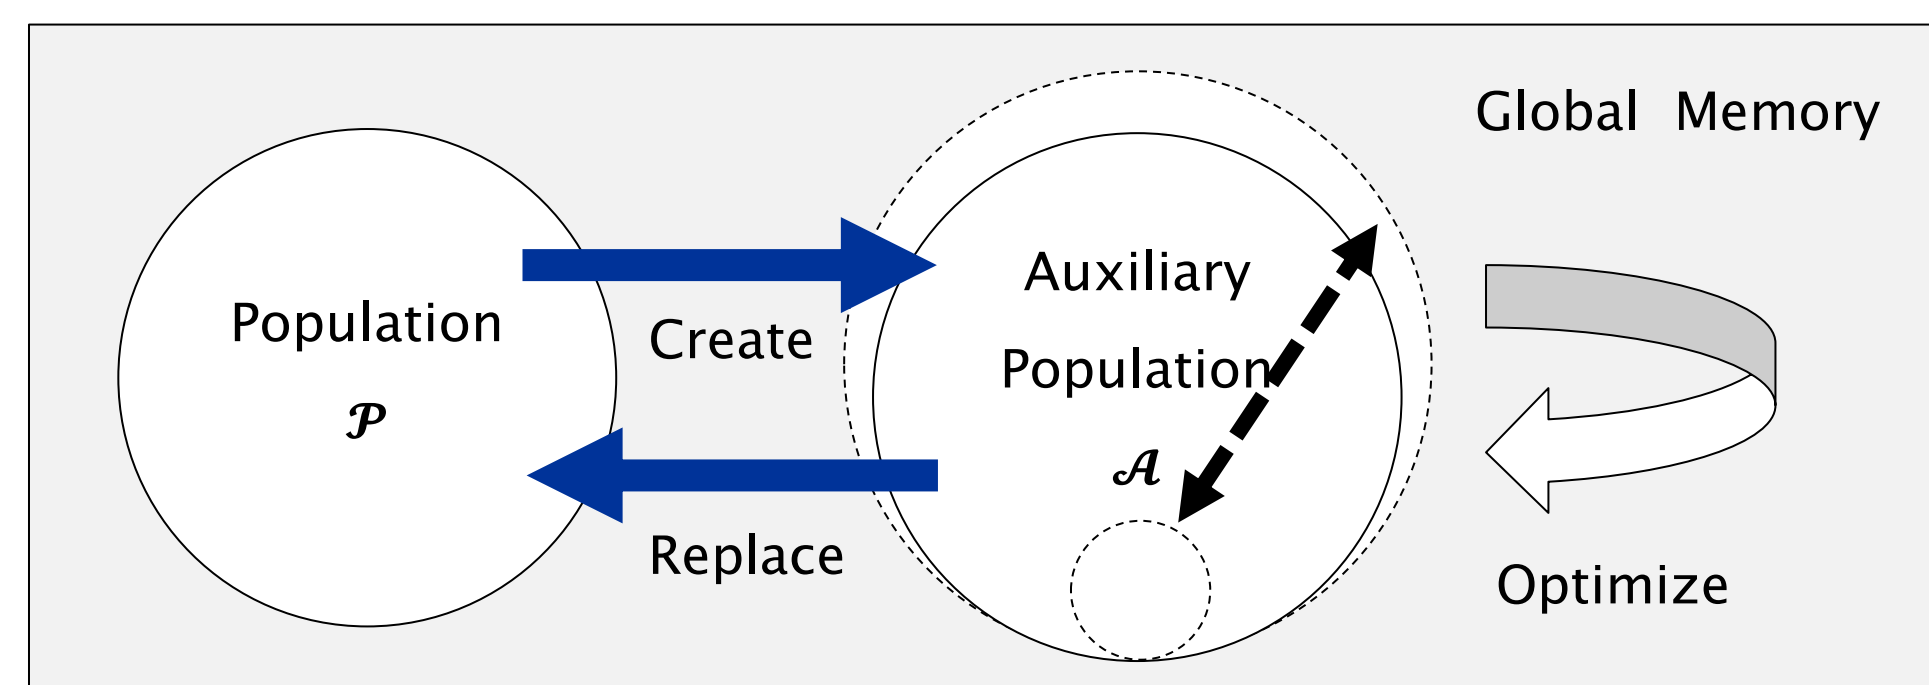 Global Memory
Population
𝓟
Create
Replace
Auxiliary
Population
𝓐
Optimize